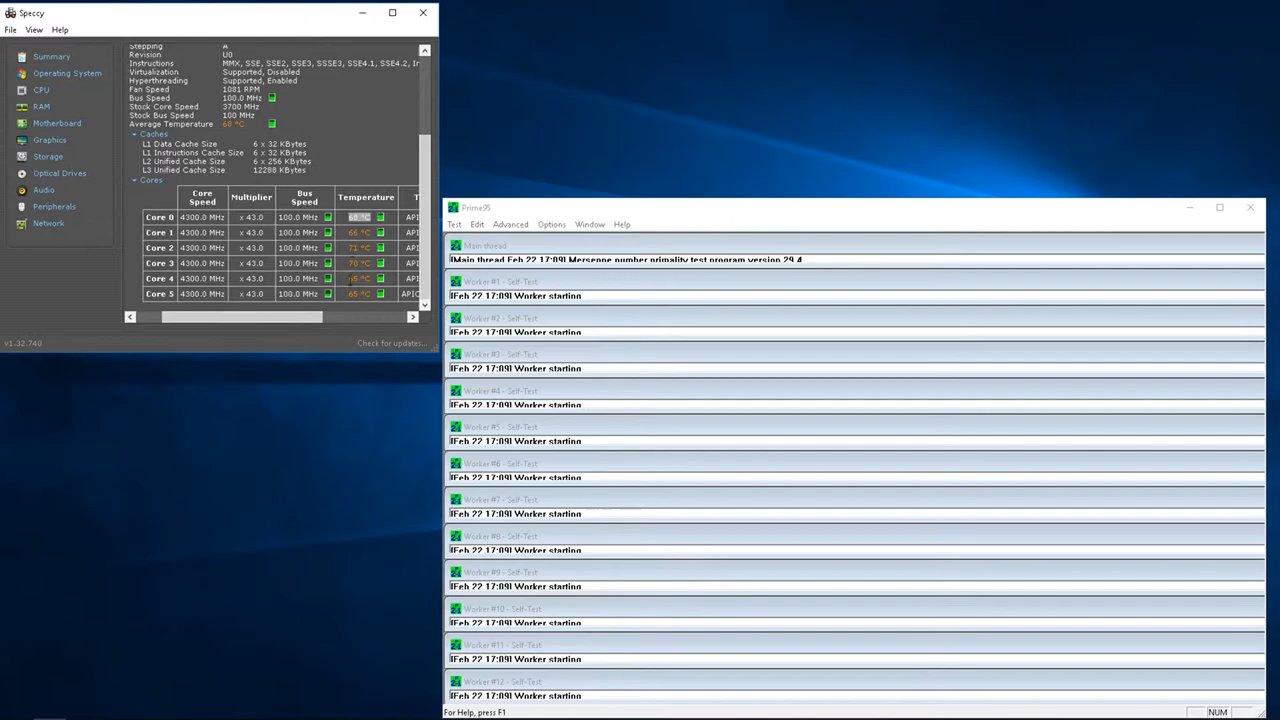 Speccy
File View Help
Summary
Operating System
CPU
RAM
Motherboard
Graphics
Storage
Optical Drives
Audio
Peripherals
Network
Stepping A
Revision U0
Instructions MMX, SSE, SSE2, SSE3, SSSE3, SSE4.1, SSE4.2, Ir
Virtualization Supported, Disabled
Hyperthreading Supported, Enabled
Fan Speed 1081 RPM
Bus Speed 100.0 MHz
Stock Core Speed 3700 MHz
Stock Bus Speed 100 MHz
Average Temperature 68 °C
Caches
L1 Data Cache Size 6 x 32 KBytes
L1 Instructions Cache Size 6 x 32 KBytes
L2 Unified Cache Size 6 x 256 KBytes
L3 Unified Cache Size 12288 KBytes
Cores
Core Speed Multiplier Bus Speed Temperature T
Core 0 4300.0 MHz x 43.0 100.0 MHz 68 °C API
Core 1 4300.0 MHz x 43.0 100.0 MHz 66 °C API
Core 2 4300.0 MHz x 43.0 100.0 MHz 71 °C API
Core 3 4300.0 MHz x 43.0 100.0 MHz 70 °C API
Core 4 4300.0 MHz x 43.0 100.0 MHz API
Core 5 4300.0 MHz x 43.0 100.0 MHz 65 °C APIC
v1.32.740 Check for updates...
Prime95
Test Edit Advanced Options Window Help
Main thread
[Main thread Feb 22 17:09] Mersenne number primality test program version 29.4
Worker #1 - Self-Test
[Feb 22 17:09] Worker starting
Worker #2 - Self-Test
[Feb 22 17:09] Worker starting
Worker #3 - Self-Test
[Feb 22 17:09] Worker starting
Worker #4 - Self-Test
[Feb 22 17:09] Worker starting
Worker #5 - Self-Test
[Feb 22 17:09] Worker starting
Worker #6 - Self-Test
[Feb 22 17:09] Worker starting
Worker #7 - Self-Test
[Feb 22 17:09] Worker starting
Worker #8 - Self-Test
[Feb 22 17:09] Worker starting
Worker #9 - Self-Test
[Feb 22 17:09] Worker starting
Worker #10 - Self-Test
[Feb 22 17:09] Worker starting
Worker #11 - Self-Test
[Feb 22 17:09] Worker starting
Worker #12 - Self-Test
[Feb 22 17:09] Worker starting
For Help, press F1 NUM